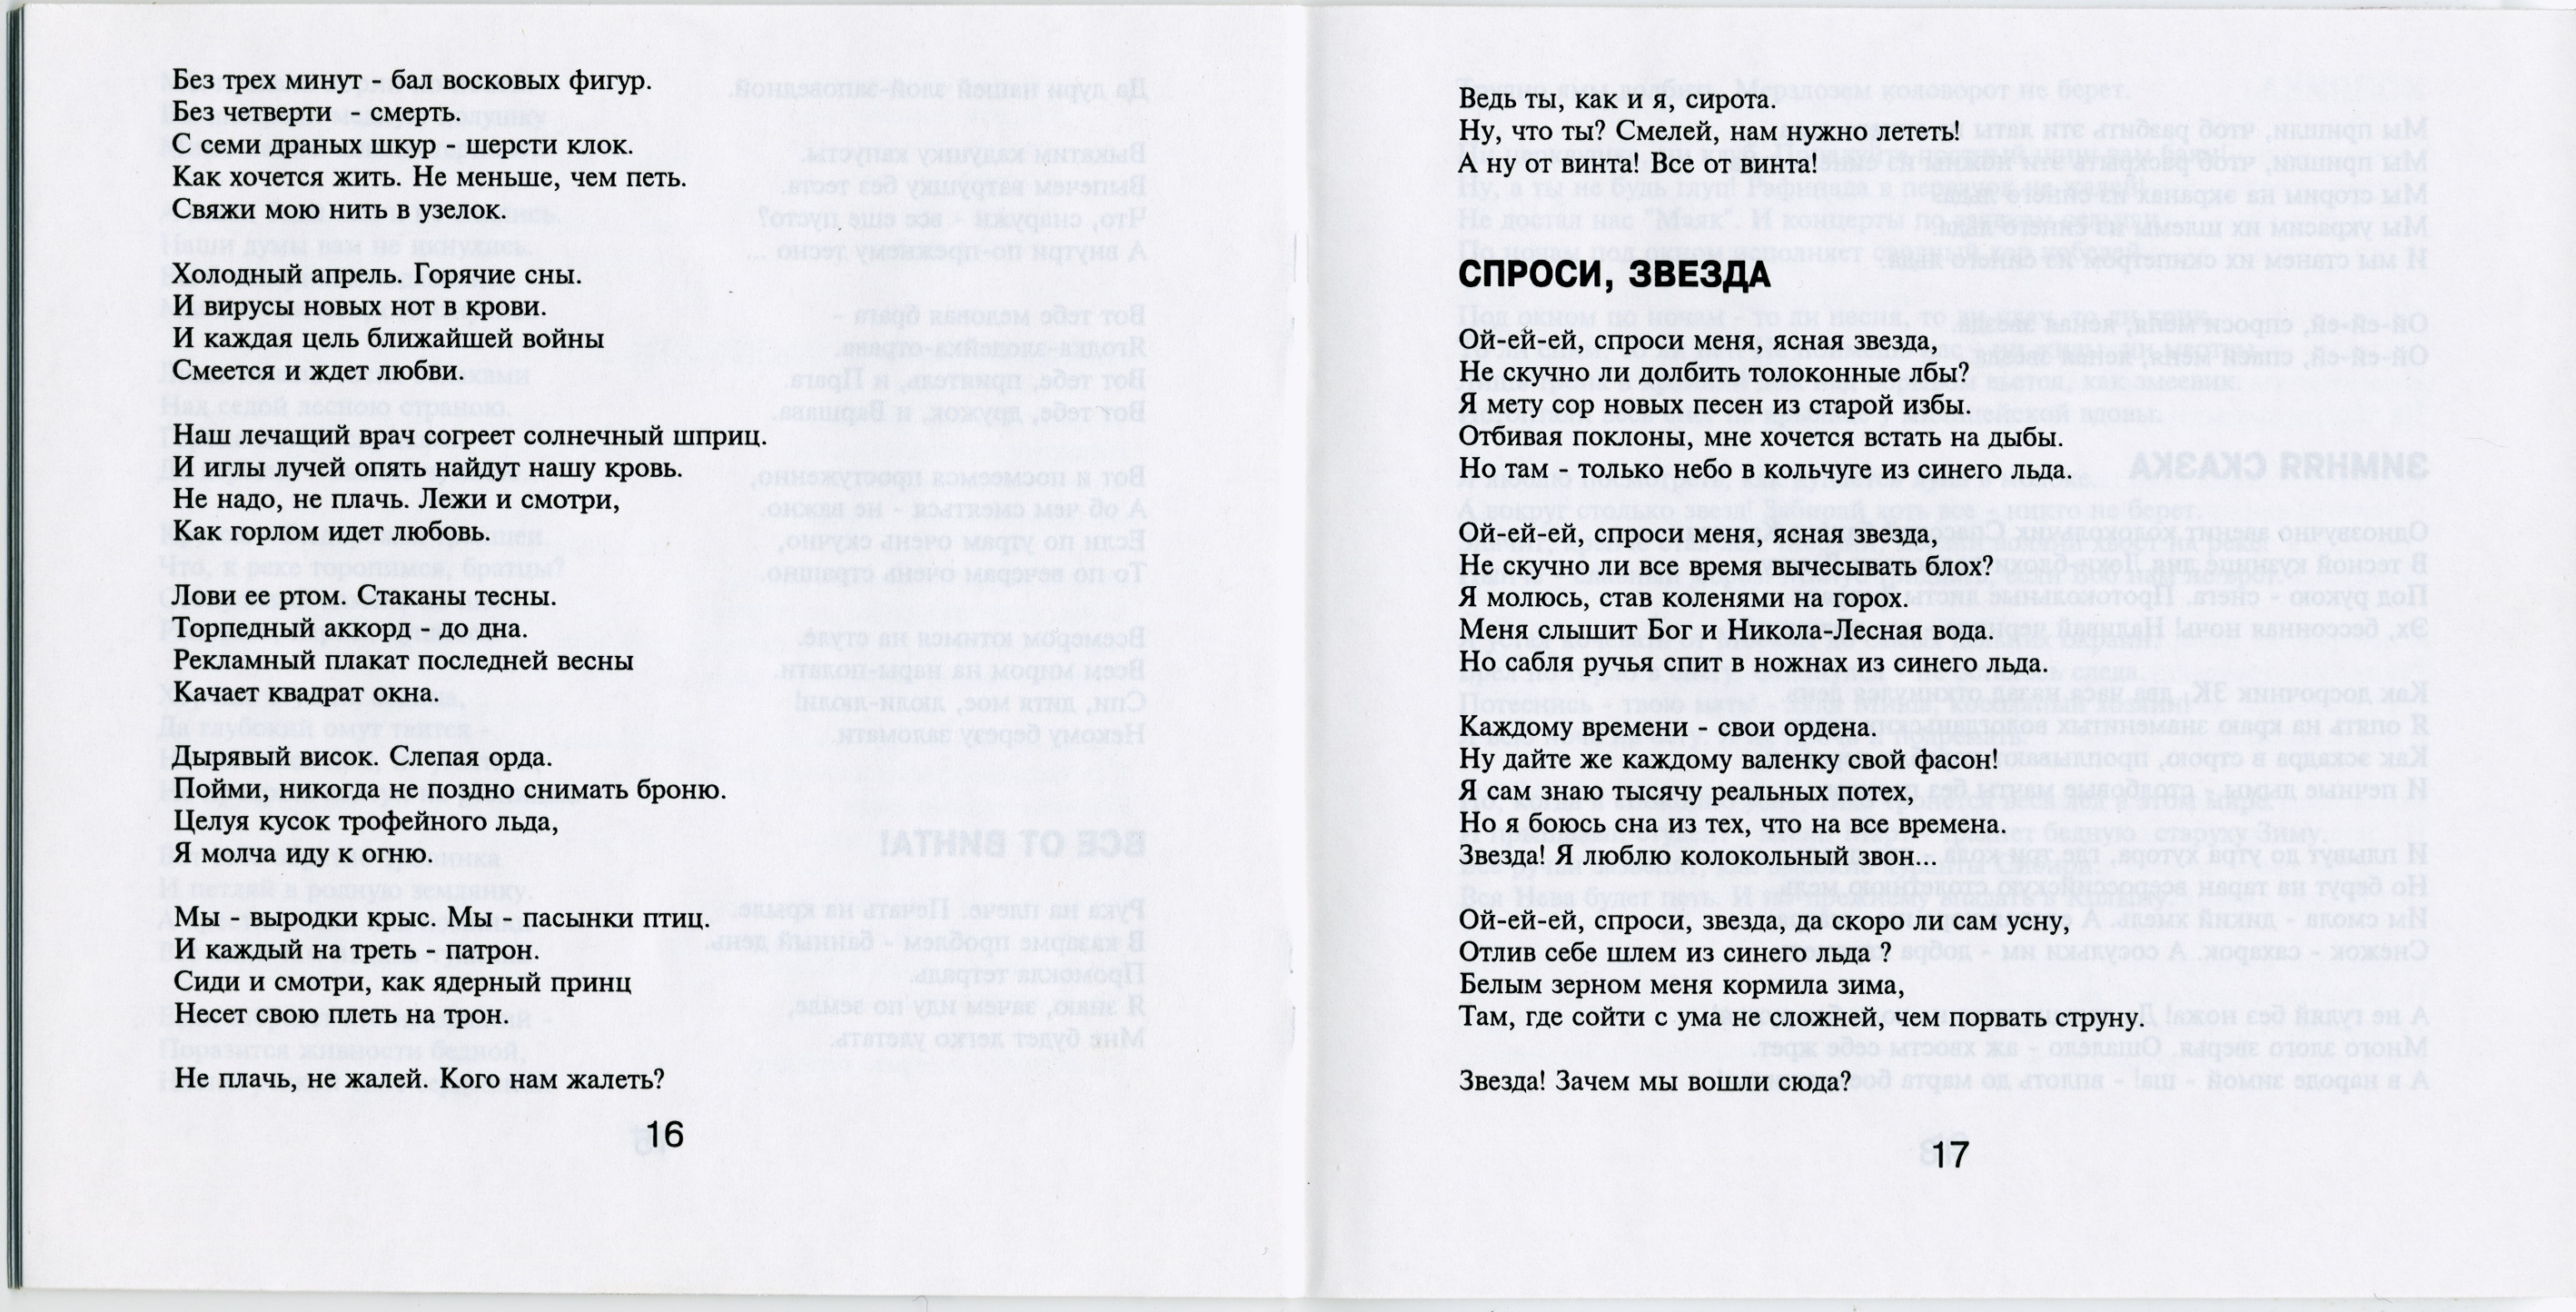 Без трех минут - бал восковых фигур.
Без четверти - смерть.
С семи драных шкур - шерсти клок.
Как хочется жить. Не меньше, чем петь.
Свяжи мою нить в узелок.
Холодный апрель. Горячие сны.
И вирусы новых нот в крови.
И каждая цель ближайшей войны
Смеется и ждет любви.
Наш лечащий врач согреет солнечный шприц.
И иглы лучей опять найдут нашу кровь.
Не надо, не плачь. Лежи и смотри,
Как горлом идет любовь.
Лови ее ртом. Стаканы тесны.
Торпедный аккорд - до дна.
Рекламный плакат последней весны
Качает квадрат окна.
Дырявый висок. Слепая орда.
Пойми, никогда не поздно снимать броню.
Целуя кусок трофейного льда,
Я молча иду к огню.
Мы - выродки крыс. Мы - пасынки птиц.
И каждый на треть - патрон.
Сиди и смотри, как ядерный принц
Несет свою плеть на трон.
Не плачь, не жалей. Кого нам жалеть?
16
Ведь ты, как и я, сирота.
Ну, что ты? Смелей, нам нужно лететь!
А ну от винта! Все от винта!
СПРОСИ, ЗВЕЗДА
Ой-ей-ей, спроси меня, ясная звезда,
Не скучно ли долбить толоконные лбы?
Я мету сор новых песен из старой избы.
Отбивая поклоны, мне хочется встать на дыбы.
Но там - только небо в кольчуге из синего льда.
Ой-ей-ей, спроси меня, ясная звезда,
Не скучно ли все время вычесывать блох?
Я молюсь, став коленями на горох.
Меня слышит Бог и Никола-Лесная вода.
Но сабля ручья спит в ножнах из синего льда.
Каждому времени - свои ордена.
Ну дайте же каждому валенку свой фасон!
Я сам знаю тысячу реальных потех,
Но я боюсь сна из тех, что на все времена.
Звезда! Я люблю колокольный звон...
Ой-ей-ей, спроси, звезда, да скоро ли сам усну,
Отлив себе шлем из синего льда ?
Белым зерном меня кормила зима,
Там, где сойти с ума не сложней, чем порвать струну.
Звезда! Зачем мы вошли сюда?
17